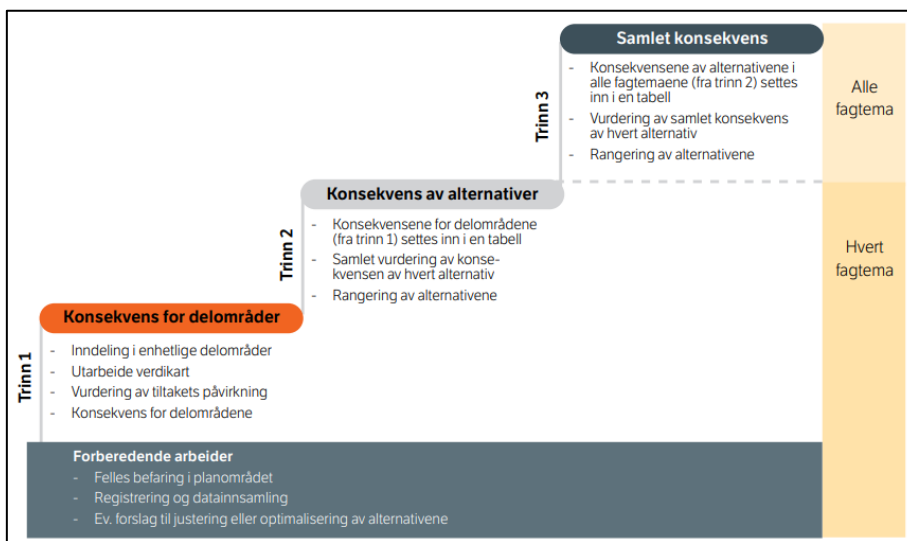 Samlet konsekvens
- Konsekvensene av alternativene i
alle fagtemaene (fra trinn 2) settes
inn i en tabell
- Vurdering av samlet konsekvens
av hvert alternativ
- Rangering av alternativene
Trinn 3
Alle
fagtema
Konsekvens av alternativer
- Konsekvensene for delområdene
(fra trinn 1) settes inn i en tabell
- Samlet vurdering av konse-
kvensen av hvert alternativ
- Rangering av alternativene
Trinn 2
Hvert
fagtema
Konsekvens for delområder
- Inndeling i enhetlige delområder
- Utarbeide verdikart
- Vurdering av tiltakets påvirkning
- Konsekvens for delområdene
Trinn 1
Forberedende arbeider
- Felles befaring i planområdet
- Registrering og datainnsamling
- Ev. forslag til justering eller optimalisering av alternativene